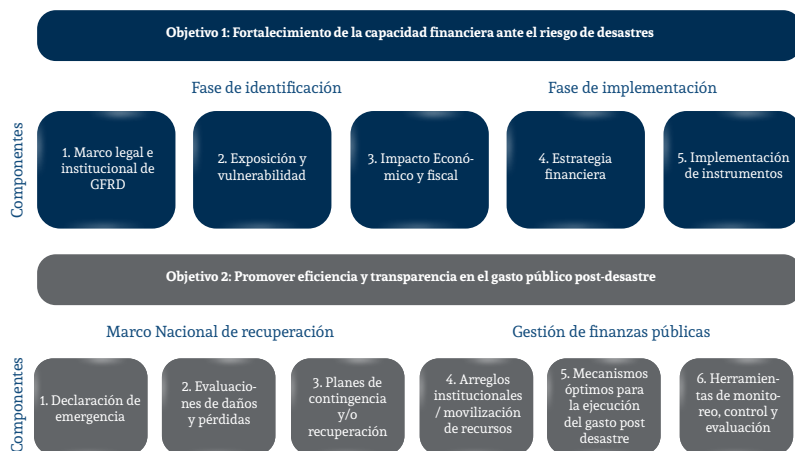 Objetivo 1: Fortalecimiento de la capacidad financiera ante el riesgo de desastres
Fase de identificación
Fase de implementación
Componentes
1. Marco legal e
institucional de
GFRD
2. Exposición y
vulnerabilidad
3. Impacto Econó-
mico y fiscal
4. Estrategia
financiera
5. Implementación
de instrumentos
Objetivo 2: Promover eficiencia y transparencia en el gasto público post-desastre
Marco Nacional de recuperación
Gestión de finanzas públicas
Componentes
1. Declaración de
emergencia
2. Evaluacio-
nes de daños
y pérdidas
3. Planes de
contingencia
y/o
recuperación
4. Arreglos
institucionales
/ movilización
de recursos
5. Mecanismos
óptimos para
la ejecución
del gasto post
desastre
6. Herramien-
tas de monito-
reo, control y
evaluación